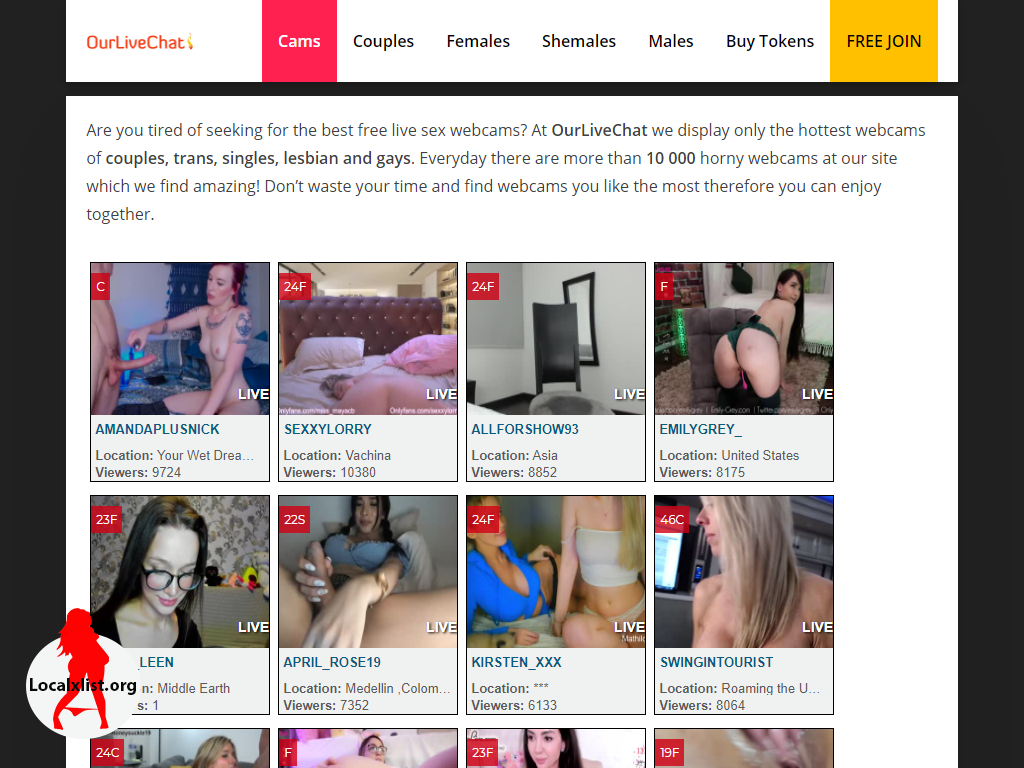 OurLiveChat
Cams
Couples
Females
Shemales
Males
Buy Tokens
FREE JOIN
Are you tired of seeking for the best free live sex webcams? At OurLiveChat we display only the hottest webcams
of couples, trans, singles, lesbian and gays. Everyday there are more than 10 000 horny webcams at our site
which we find amazing! Don’t waste your time and find webcams you like the most therefore you can enjoy
together.
C
LIVE
AMANDAPLUSNICK
Location: Your Wet Drea...
Viewers: 9724
24F
LIVE
Onlyfans.com/sexxylorr
SEXXYLORRY
Location: Vachina
Viewers: 10380
24F
LIVE
ALLFORSHOW93
Location: Asia
Viewers: 8852
F
LIVE
EMILYGREY_
Location: United States
Viewers: 8175
23F
LIVE
_LEEN
n: Middle Earth
s: 1
22S
LIVE
APRIL_ROSE19
Location: Medellin ,Colom...
Viewers: 7352
24F
LIVE
KIRSTEN_XXX
Location: ***
Viewers: 6133
46C
LIVE
SWINGINTOURIST
Location: Roaming the U...
Viewers: 8064
Localxlist.org
24C
F
23F
19F